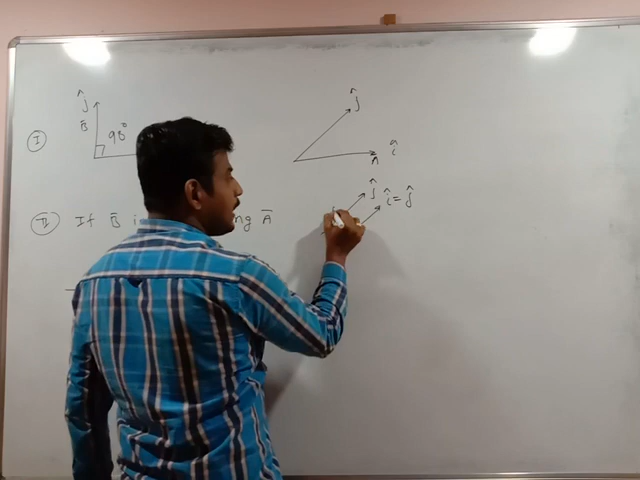 ĵ
B̄
90°
(I)
ĵ
A î
ĵ
î = ĵ
(II) If B̄ i ng Ā